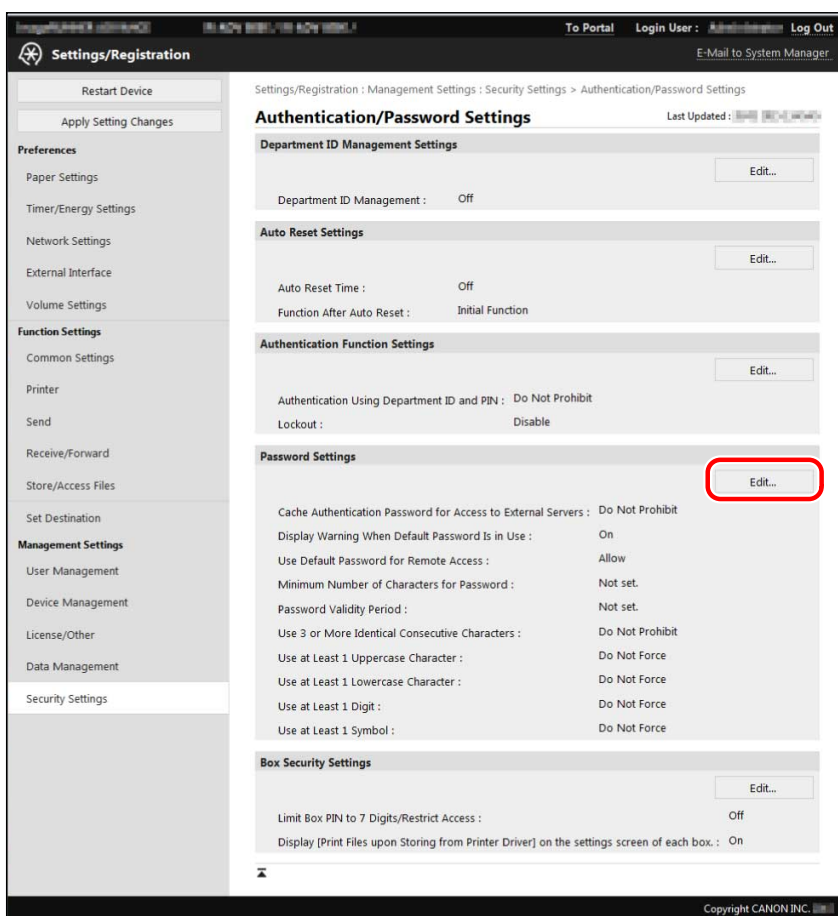 To Portal Login User : Log Out
Settings/Registration E-Mail to System Manager
Restart Device
Apply Setting Changes
Preferences
Paper Settings
Timer/Energy Settings
Network Settings
External Interface
Volume Settings
Function Settings
Common Settings
Printer
Send
Receive/Forward
Store/Access Files
Set Destination
Management Settings
User Management
Device Management
License/Other
Data Management
Security Settings
Settings/Registration : Management Settings : Security Settings > Authentication/Password Settings
Authentication/Password Settings Last Updated :
Department ID Management Settings
Edit...
Department ID Management : Off
Auto Reset Settings
Edit...
Auto Reset Time : Off
Function After Auto Reset : Initial Function
Authentication Function Settings
Edit...
Authentication Using Department ID and PIN : Do Not Prohibit
Lockout : Disable
Password Settings
Edit...
Cache Authentication Password for Access to External Servers : Do Not Prohibit
Display Warning When Default Password Is in Use : On
Use Default Password for Remote Access : Allow
Minimum Number of Characters for Password : Not set.
Password Validity Period : Not set.
Use 3 or More Identical Consecutive Characters : Do Not Prohibit
Use at Least 1 Uppercase Character : Do Not Force
Use at Least 1 Lowercase Character : Do Not Force
Use at Least 1 Digit : Do Not Force
Use at Least 1 Symbol : Do Not Force
Box Security Settings
Edit...
Limit Box PIN to 7 Digits/Restrict Access : Off
Display [Print Files upon Storing from Printer Driver] on the settings screen of each box. : On
Copyright CANON INC.